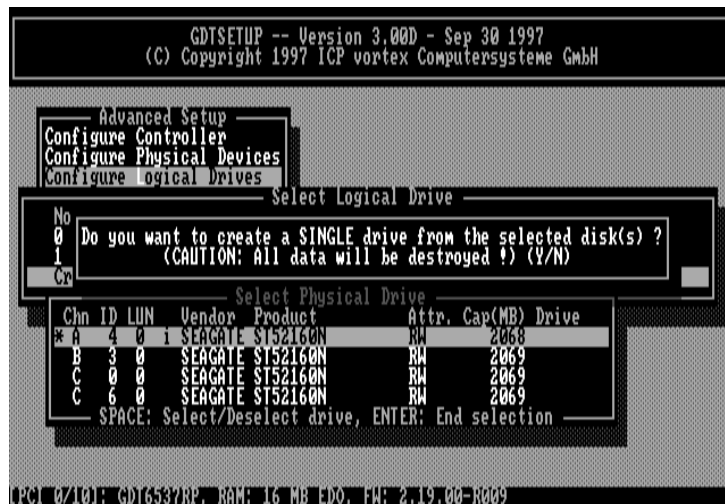 GDTSETUP -- Version 3.00D - Sep 30 1997
(C) Copyright 1997 ICP vortex Computersysteme GmbH
Advanced Setup
Configure Controller
Configure Physical Devices
Configure Logical Drives
Select Logical Drive
No
0
1
Cr
Do you want to create a SINGLE drive from the selected disk(s) ?
(CAUTION: All data will be destroyed !) (Y/N)
Select Physical Drive
Chn ID LUN Vendor Product Attr. Cap(MB) Drive
* A 4 0 i SEAGATE ST52160N RW 2068
B 3 0 SEAGATE ST52160N RW 2069
C 0 0 SEAGATE ST52160N RW 2069
C 6 0 SEAGATE ST52160N RW 2069
SPACE: Select/Deselect drive, ENTER: End selection
[PCI 0/10]: GDT6537RP, RAM: 16 MB EDO, FW: 2.19.00-R009